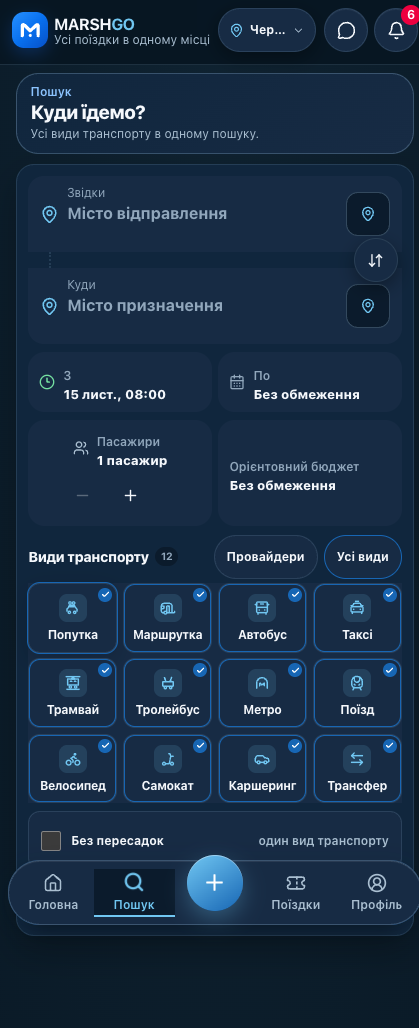 MARSHGO
Усі поїздки в одному місці
Чер...
6
Пошук
Куди їдемо?
Усі види транспорту в одному пошуку.
Звідки
Місто відправлення
Куди
Місто призначення
З
15 лист., 08:00
По
Без обмеження
Пасажири
1 пасажир
Орієнтовний бюджет
Без обмеження
Види транспорту 12
Провайдери
Усі види
Попутка
Маршрутка
Автобус
Таксі
Трамвай
Тролейбус
Метро
Поїзд
Велосипед
Самокат
Каршеринг
Трансфер
Без пересадок
один вид транспорту
Головна
Пошук
Поїздки
Профіль